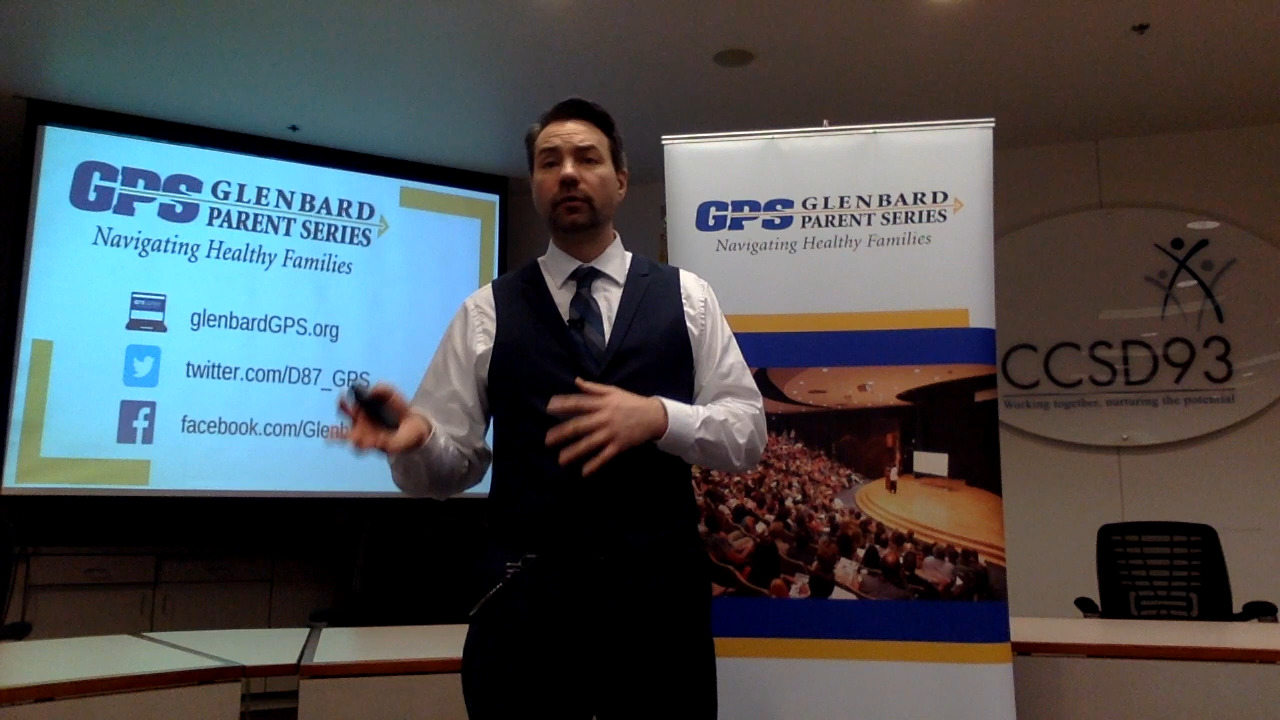 GPS GLENBARD
PARENT SERIES
Navigating Healthy Families
glenbardGPS.org
twitter.com/D87_GPS
facebook.com/Glenb
GPS GLENBARD
PARENT SERIES
Navigating Healthy Families
CCSD93
Working together, nurturing the potential